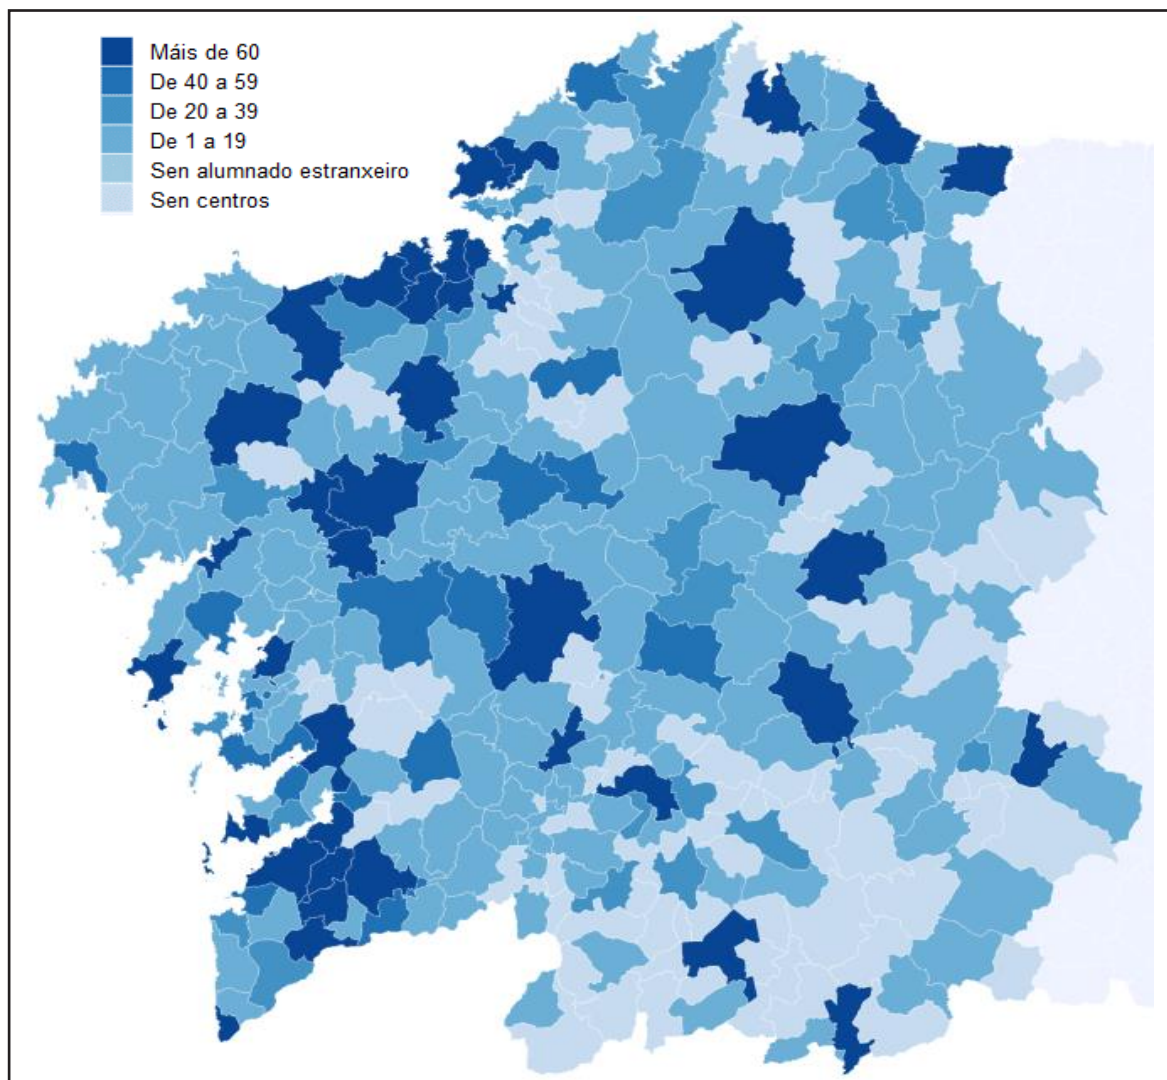 Máis de 60
De 40 a 59
De 20 a 39
De 1 a 19
Sen alumnado estranxeiro
Sen centros